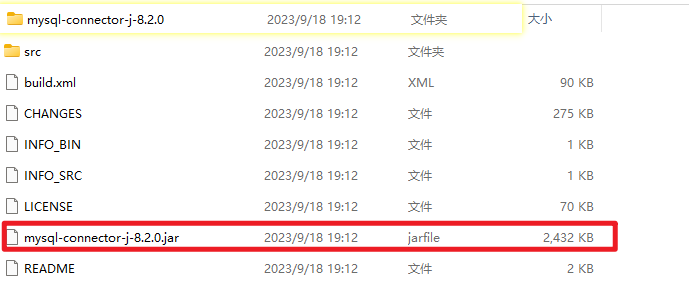 mysql-connector-j-8.2.0 2023/9/18 19:12 文件夹 大小
src 2023/9/18 19:12 文件夹
build.xml 2023/9/18 19:12 XML 90 KB
CHANGES 2023/9/18 19:12 文件 275 KB
INFO_BIN 2023/9/18 19:12 文件 1 KB
INFO_SRC 2023/9/18 19:12 文件 1 KB
LICENSE 2023/9/18 19:12 文件 70 KB
mysql-connector-j-8.2.0.jar 2023/9/18 19:12 jarfile 2,432 KB
README 2023/9/18 19:12 文件 2 KB